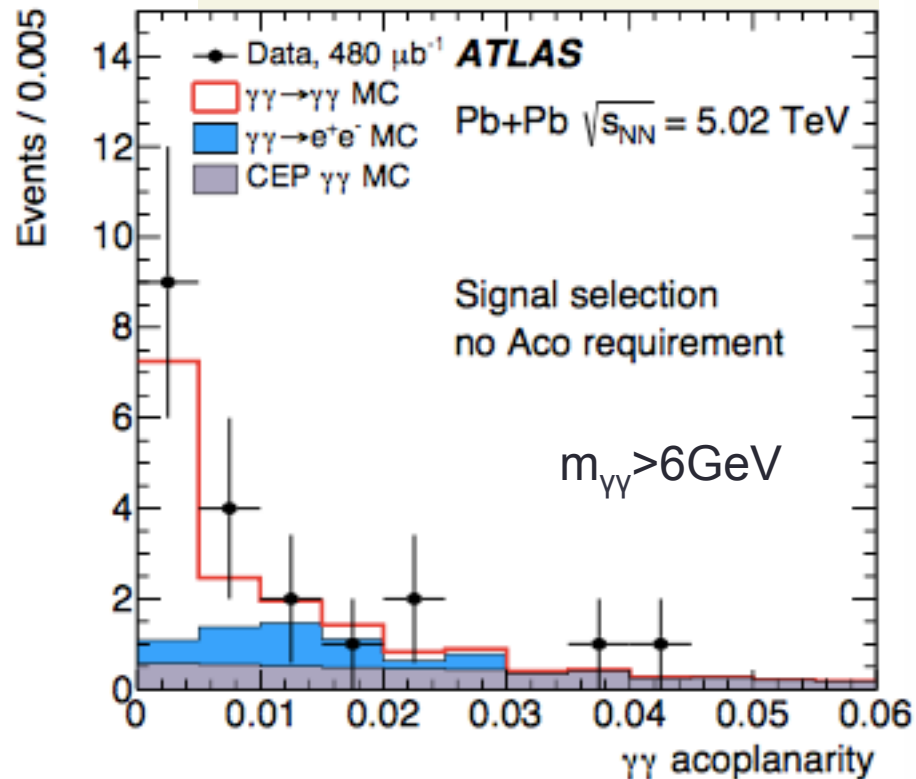 Events / 0.005
14
12
10
8
6
4
2
0
Data, 480 μb⁻¹ ATLAS
γγ→γγ MC
γγ→e⁺e⁻ MC
CEP γγ MC
Pb+Pb √sNN = 5.02 TeV
Signal selection
no Aco requirement
mγγ>6GeV
0 0.01 0.02 0.03 0.04 0.05 0.06
γγ acoplanarity